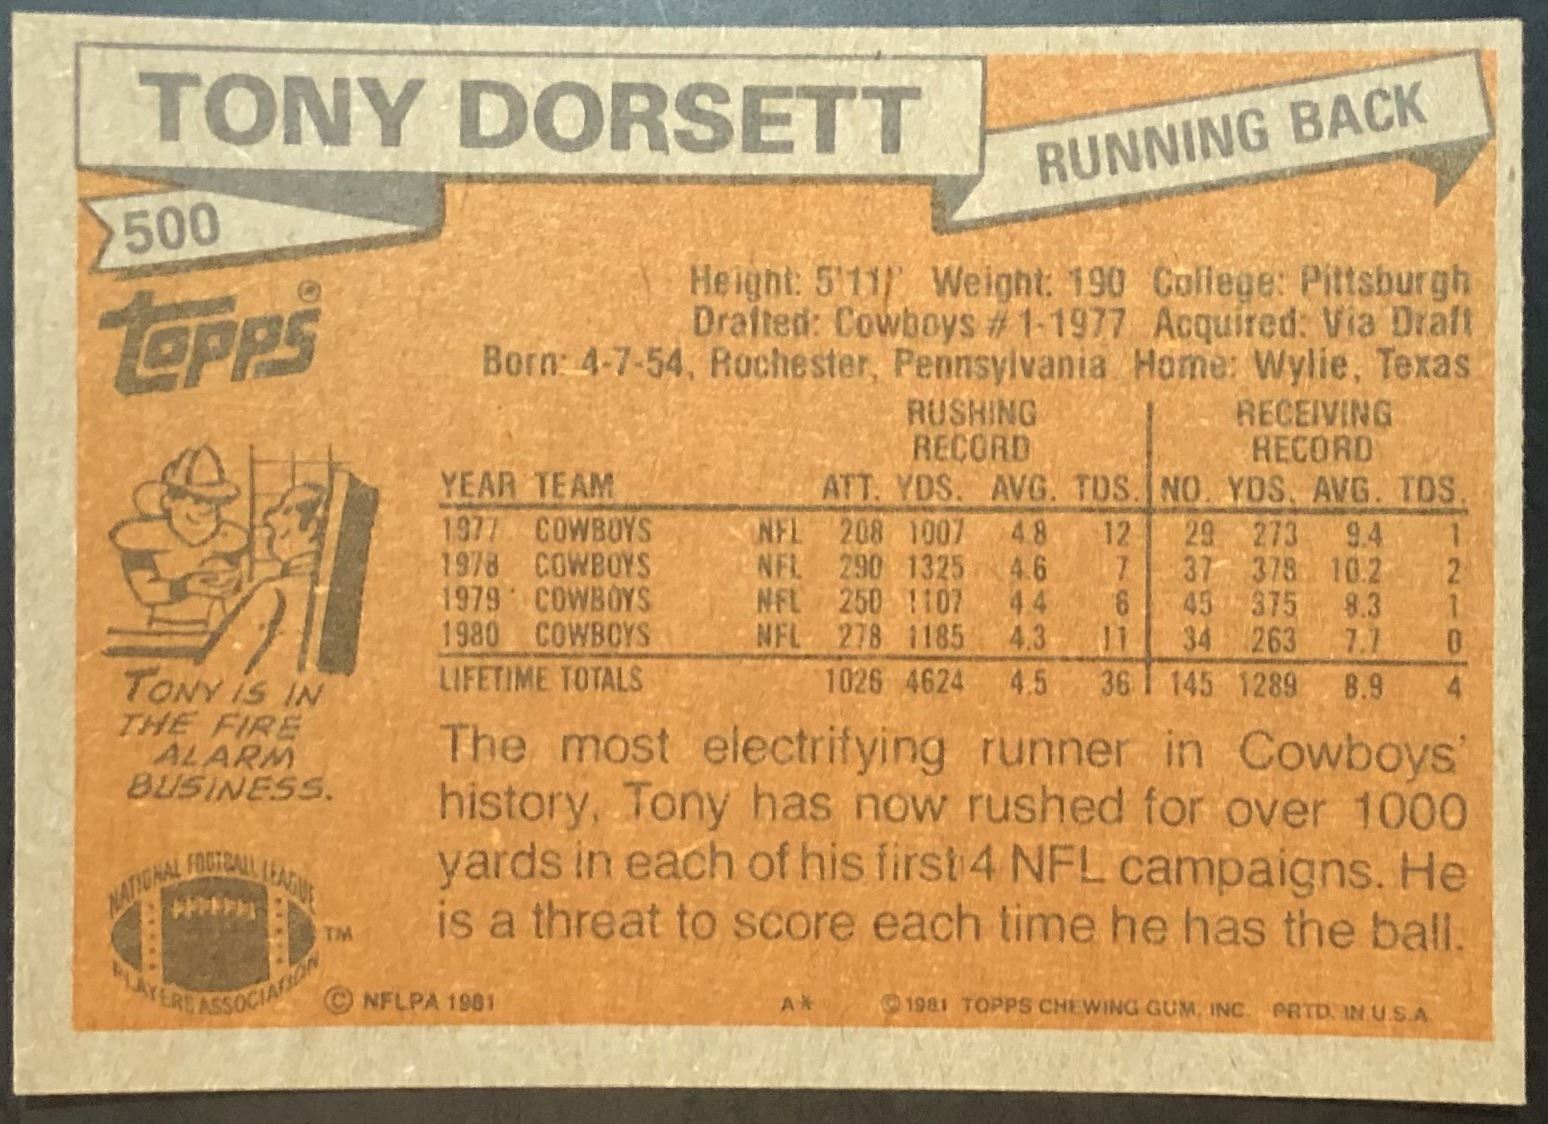 TONY DORSETT
RUNNING BACK
500
topps®
Height: 5'11" Weight: 190 College: Pittsburgh
Drafted: Cowboys #1-1977 Acquired: Via Draft
Born: 4-7-54, Rochester, Pennsylvania Home: Wylie, Texas
RUSHING RECORD RECEIVING RECORD
YEAR TEAM ATT. YDS. AVG. TDS. NO. YDS. AVG. TDS.
1977 COWBOYS NFL 208 1007 4.8 12 29 273 9.4 1
1978 COWBOYS NFL 290 1325 4.6 7 37 378 10.2 2
1979 COWBOYS NFL 250 1107 4.4 6 45 375 8.3 1
1980 COWBOYS NFL 278 1185 4.3 11 34 263 7.7 0
LIFETIME TOTALS 1026 4624 4.5 36 145 1289 8.9 4
TONY IS IN
THE FIRE
ALARM
BUSINESS.
The most electrifying runner in Cowboys'
history, Tony has now rushed for over 1000
yards in each of his first 4 NFL campaigns. He
is a threat to score each time he has the ball.
NATIONAL FOOTBALL LEAGUE
PLAYERS ASSOCIATION
TM
© NFLPA 1981 A* © 1981 TOPPS CHEWING GUM, INC. PRTD. IN U.S.A.